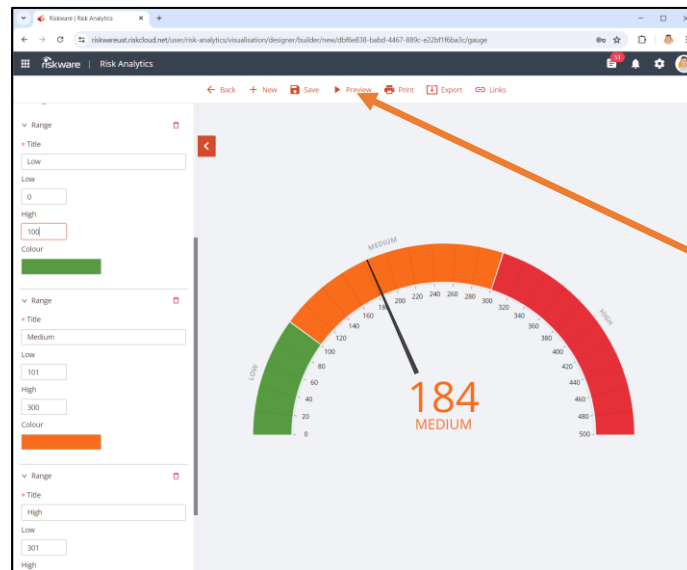 Riskware | Risk Analytics
riskwareuat.riskcloud.net/user/risk-analytics/visualisation/designer/builder/new/dbf6e838-babd-4467-889c-e22bf1f6ba3c/gauge
riskware | Risk Analytics
51
Back New Save Preview Print Export Links
Range
* Title
Low
Low
0
High
100
Colour
Range
* Title
Medium
Low
101
High
300
Colour
Range
* Title
High
Low
301
High
LOW
MEDIUM
HIGH
0
20
40
60
80
100
120
140
160
180
200
220
240
260
280
300
320
340
360
380
400
420
440
460
480
500
184
MEDIUM